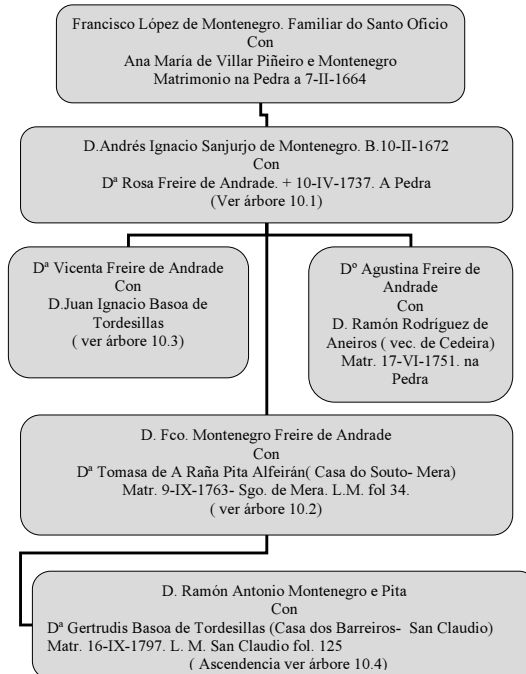 Francisco López de Montenegro. Familiar do Santo Oficio
Con
Ana María de Villar Piñeiro e Montenegro
Matrimonio na Pedra a 7-II-1664
D.Andrés Ignacio Sanjurjo de Montenegro. B.10-II-1672
Con
Dª Rosa Freire de Andrade. + 10-IV-1737. A Pedra
(Ver árbore 10.1)
Dª Vicenta Freire de Andrade
Con
D.Juan Ignacio Basoa de
Tordesillas
( ver árbore 10.3)
Dº Agustina Freire de
Andrade
Con
D. Ramón Rodríguez de
Aneiros ( vec. de Cedeira)
Matr. 17-VI-1751. na
Pedra
D. Fco. Montenegro Freire de Andrade
Con
Dª Tomasa de A Raña Pita Alfeirán( Casa do Souto- Mera)
Matr. 9-IX-1763- Sgo. de Mera. L.M. fol 34.
( ver árbore 10.2)
D. Ramón Antonio Montenegro e Pita
Con
Dª Gertrudis Basoa de Tordesillas (Casa dos Barreiros- San Claudio)
Matr. 16-IX-1797. L. M. San Claudio fol. 125
( Ascendencia ver árbore 10.4)